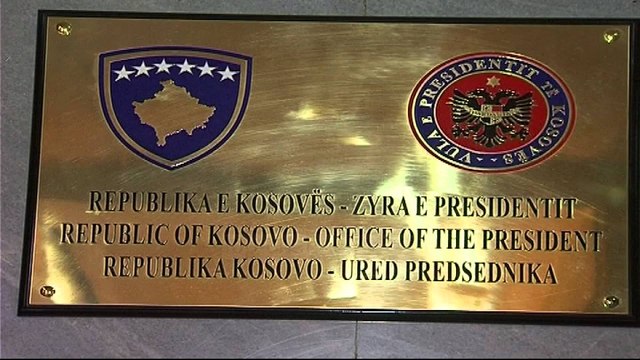 VULA E PRESIDENTIT TË KOSOVËS
REPUBLIKA E KOSOVËS - ZYRA E PRESIDENTIT
REPUBLIC OF KOSOVO - OFFICE OF THE PRESIDENT
REPUBLIKA KOSOVO - URED PREDSEDNIKA